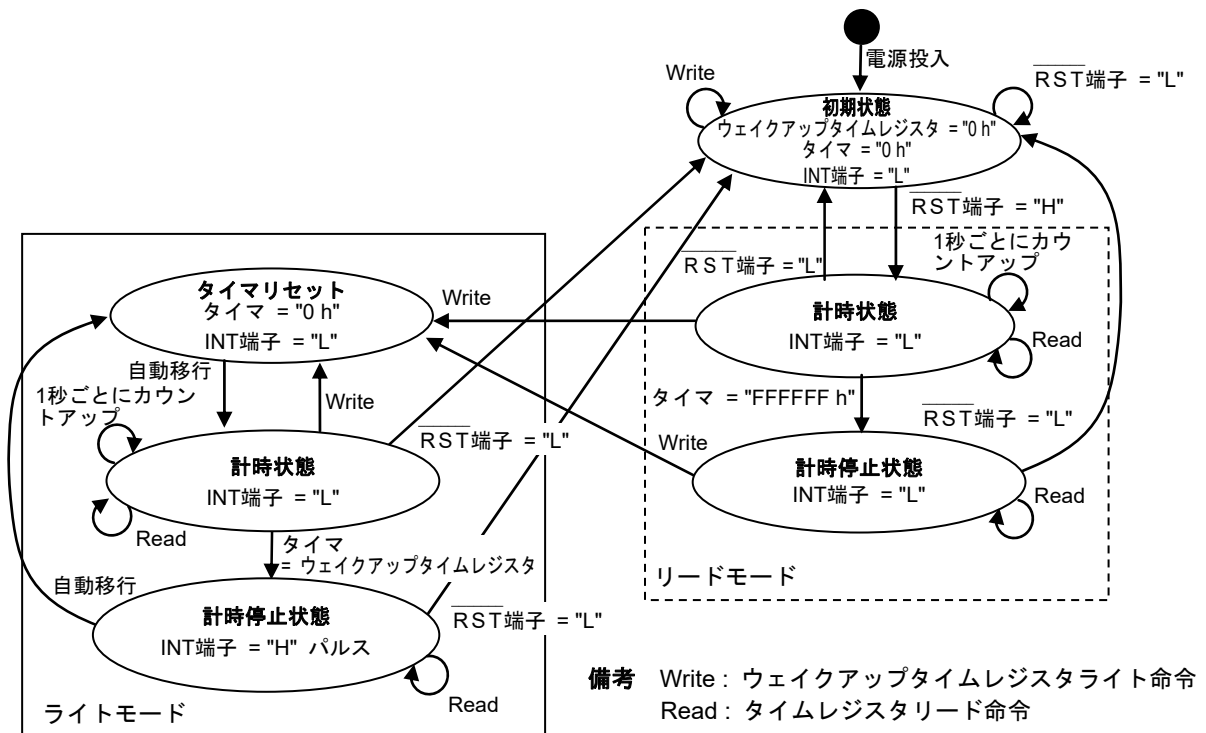 電源投入
Write
RST端子 = "L"
初期状態
ウェイクアップタイムレジスタ = "0 h"
タイマ = "0 h"
INT端子 = "L"
RST端子 = "H"
RST端子 = "L"
1秒ごとにカウ
ントアップ
計時状態
INT端子 = "L"
Read
Write
タイマ = "FFFFFF h"
RST端子 = "L"
Write
計時停止状態
INT端子 = "L"
Read
リードモード
タイマリセット
タイマ = "0 h"
INT端子 = "L"
自動移行
1秒ごとにカウン
トアップ
Write
RST端子 = "L"
計時状態
INT端子 = "L"
Read
タイマ
= ウェイクアップタイムレジスタ
自動移行
計時停止状態
INT端子 = "H" パルス
RST端子 = "L"
Read
ライトモード
備考 Write : ウェイクアップタイムレジスタライト命令
Read : タイムレジスタリード命令